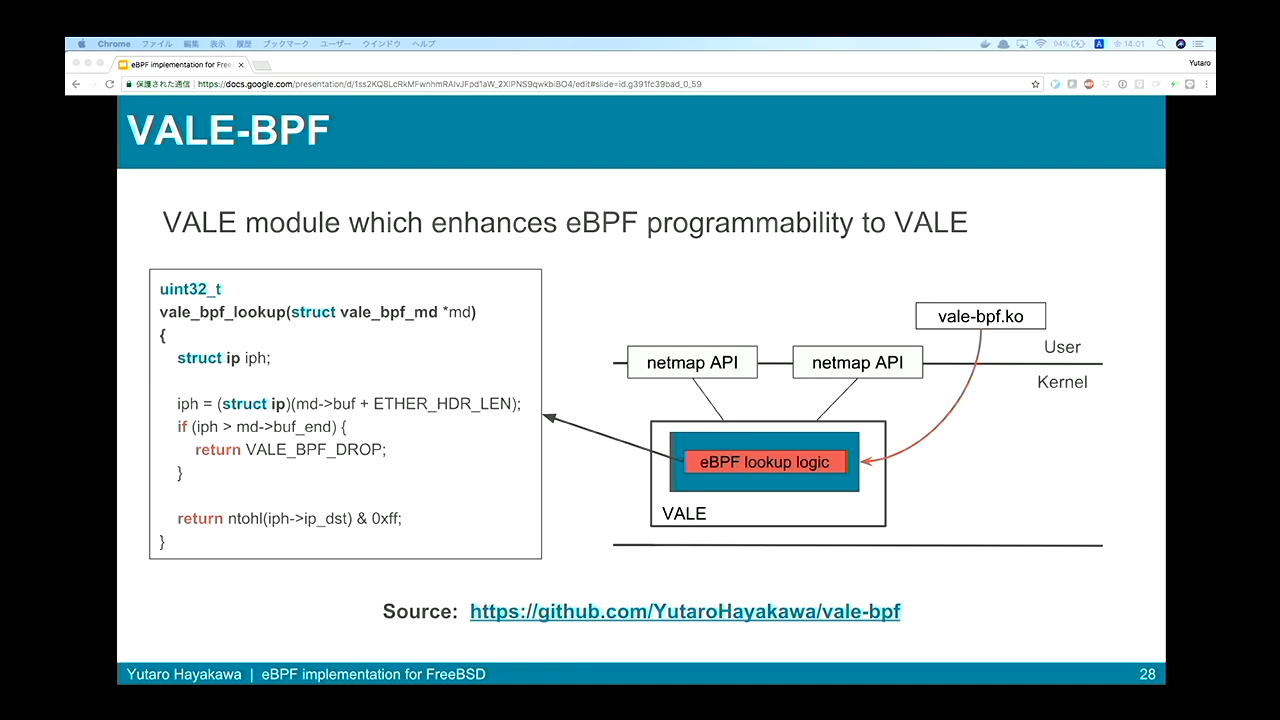 Chrome ファイル 編集 表示 履歴 ブックマーク ユーザー ウインドウ ヘルプ
94% 金14:01
eBPF implementation for Free
Yutaro
保護された通信 | https://docs.google.com/presentation/d/1ss2KQ8LcRkMFwnhmRAlvJFpd1aW_2XlPNS9qwkbiBO4/edit#slide=id.g391fc39bad_0_59
VALE-BPF
VALE module which enhances eBPF programmability to VALE
uint32_t
vale_bpf_lookup(struct vale_bpf_md *md)
{
struct ip iph;
iph = (struct ip)(md->buf + ETHER_HDR_LEN);
if (iph > md->buf_end) {
return VALE_BPF_DROP;
}
return ntohl(iph->ip_dst) & 0xff;
}
vale-bpf.ko
User
netmap API netmap API
Kernel
eBPF lookup logic
VALE
Source: https://github.com/YutaroHayakawa/vale-bpf
Yutaro Hayakawa | eBPF implementation for FreeBSD
28